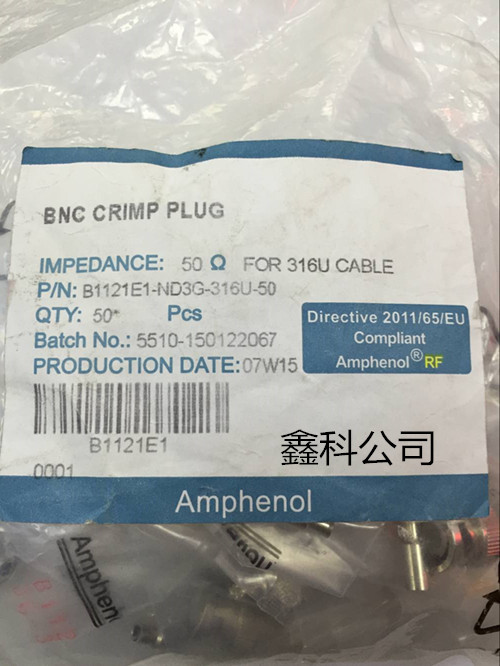 BNC CRIMP PLUG
IMPEDANCE: 50 Ω FOR 316U CABLE
P/N: B1121E1-ND3G-316U-50
QTY: 50* Pcs
Batch No.: 5510-150122067
PRODUCTION DATE: 07W15
Directive 2011/65/EU
Compliant
Amphenol® RF
B1121E1
0001
鑫科公司
Amphenol
Amphenol